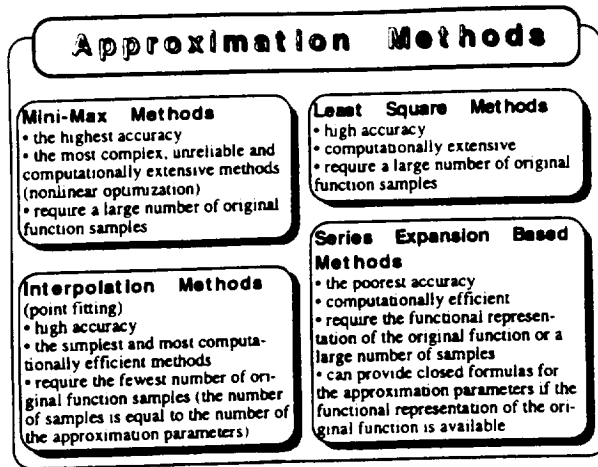 Approximation Methods
Mini-Max Methods
• the highest accuracy
• the most complex, unreliable and
computationally extensive methods
(nonlinear optimization)
• require a large number of original
function samples
Least Square Methods
• high accuracy
• computationally extensive
• require a large number of original
function samples
Interpolation Methods
(point fitting)
• high accuracy
• the simplest and most computa-
tionally efficient methods
• require the fewest number of ori-
ginal function samples (the number
of samples is equal to the number of
the approximation parameters)
Series Expansion Based
Methods
• the poorest accuracy
• computationally efficient
• require the functional represen-
tation of the original function or a
large number of samples
• can provide closed formulas for
the approximation parameters if the
functional representation of the ori-
ginal function is available